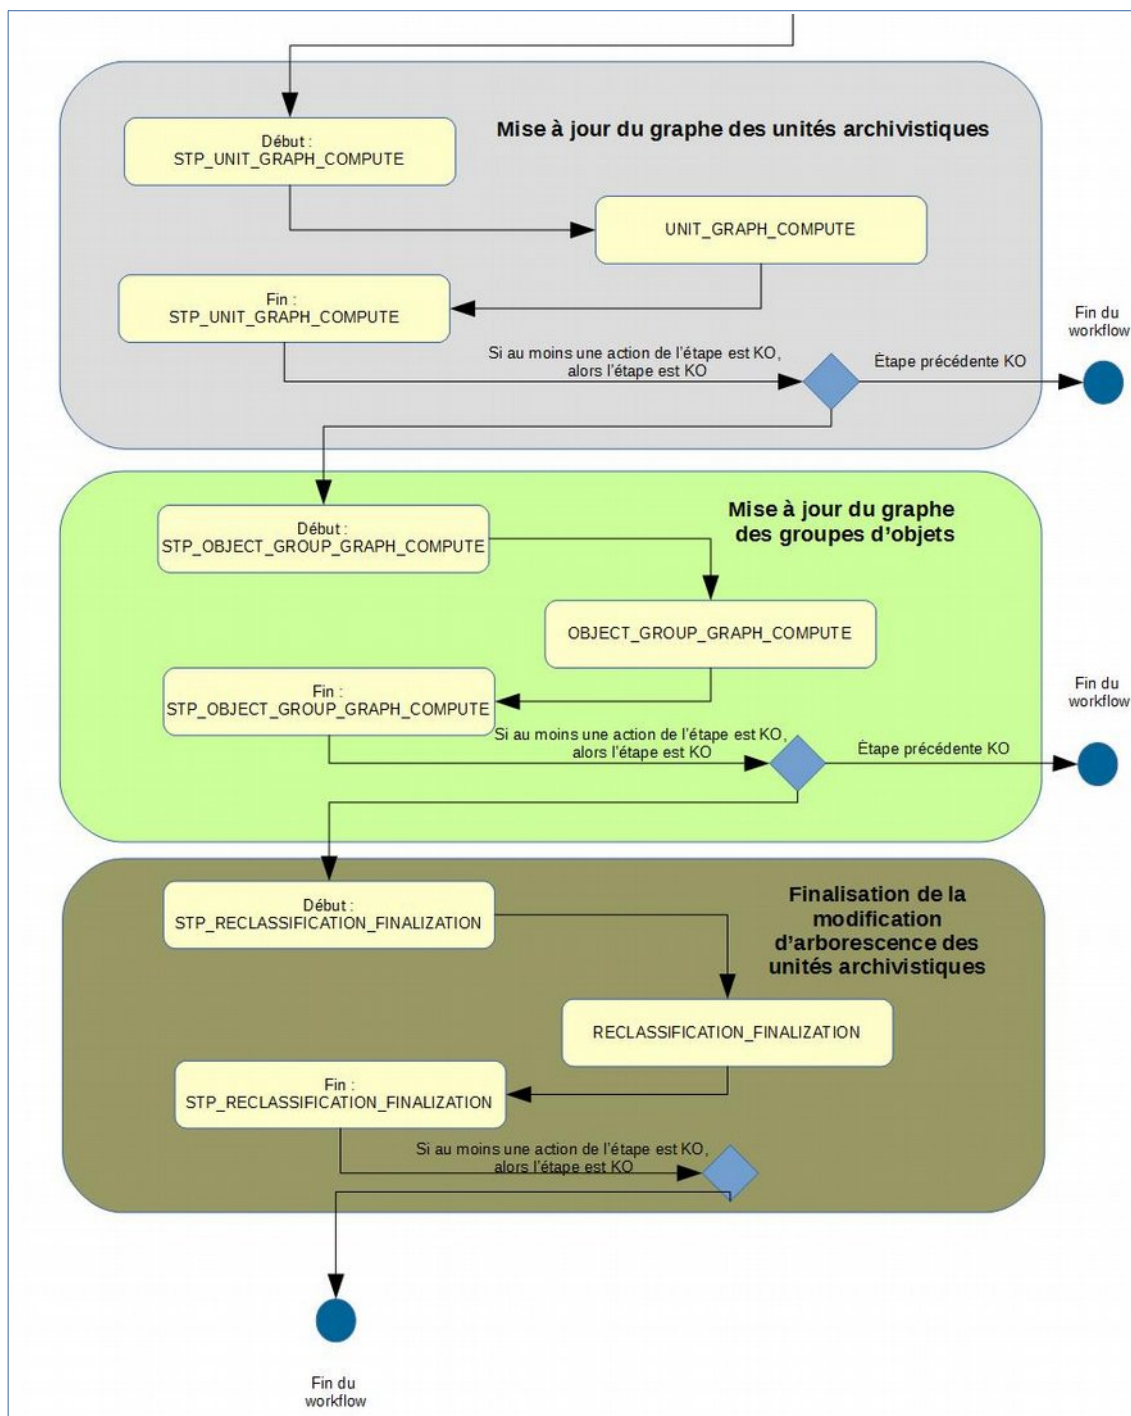 Mise à jour du graphe des unités archivistiques
Début :
STP_UNIT_GRAPH_COMPUTE
UNIT_GRAPH_COMPUTE
Fin :
STP_UNIT_GRAPH_COMPUTE
Si au moins une action de l'étape est KO,
alors l'étape est KO
Étape précédente KO
Fin du
workflow
Mise à jour du graphe
des groupes d'objets
Début :
STP_OBJECT_GROUP_GRAPH_COMPUTE
OBJECT_GROUP_GRAPH_COMPUTE
Fin :
STP_OBJECT_GROUP_GRAPH_COMPUTE
Si au moins une action de l'étape est KO,
alors l'étape est KO
Étape précédente KO
Fin du
workflow
Finalisation de la
modification
d'arborescence des
unités archivistiques
Début :
STP_RECLASSIFICATION_FINALIZATION
RECLASSIFICATION_FINALIZATION
Fin :
STP_RECLASSIFICATION_FINALIZATION
Si au moins une action de l'étape est KO,
alors l'étape est KO
Fin du
workflow